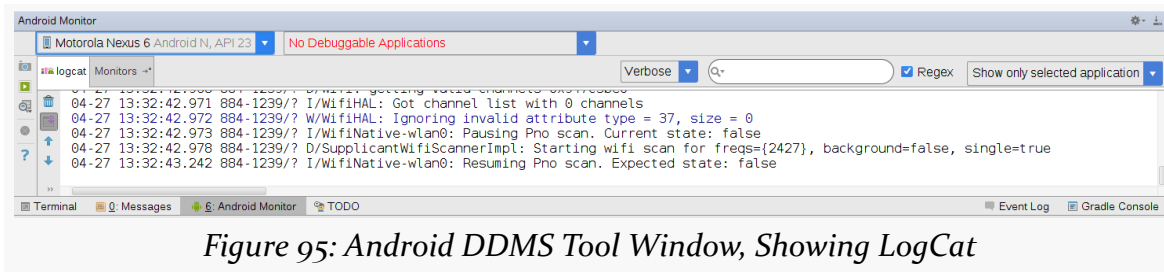 Android Monitor
Motorola Nexus 6 Android N, API 23 No Debuggable Applications
logcat Monitors Verbose Regex Show only selected application
04-27 13:32:42.971 884-1239/? I/WifiHAL: Got channel list with 0 channels
04-27 13:32:42.972 884-1239/? W/WifiHAL: Ignoring invalid attribute type = 37, size = 0
04-27 13:32:42.973 884-1239/? I/WifiNative-wlan0: Pausing Pno scan. Current state: false
04-27 13:32:42.978 884-1239/? D/SupplicantWifiScannerImpl: Starting wifi scan for freqs={2427}, background=false, single=true
04-27 13:32:43.242 884-1239/? I/WifiNative-wlan0: Resuming Pno scan. Expected state: false
Terminal 0: Messages 6: Android Monitor TODO Event Log Gradle Console
Figure 95: Android DDMS Tool Window, Showing LogCat